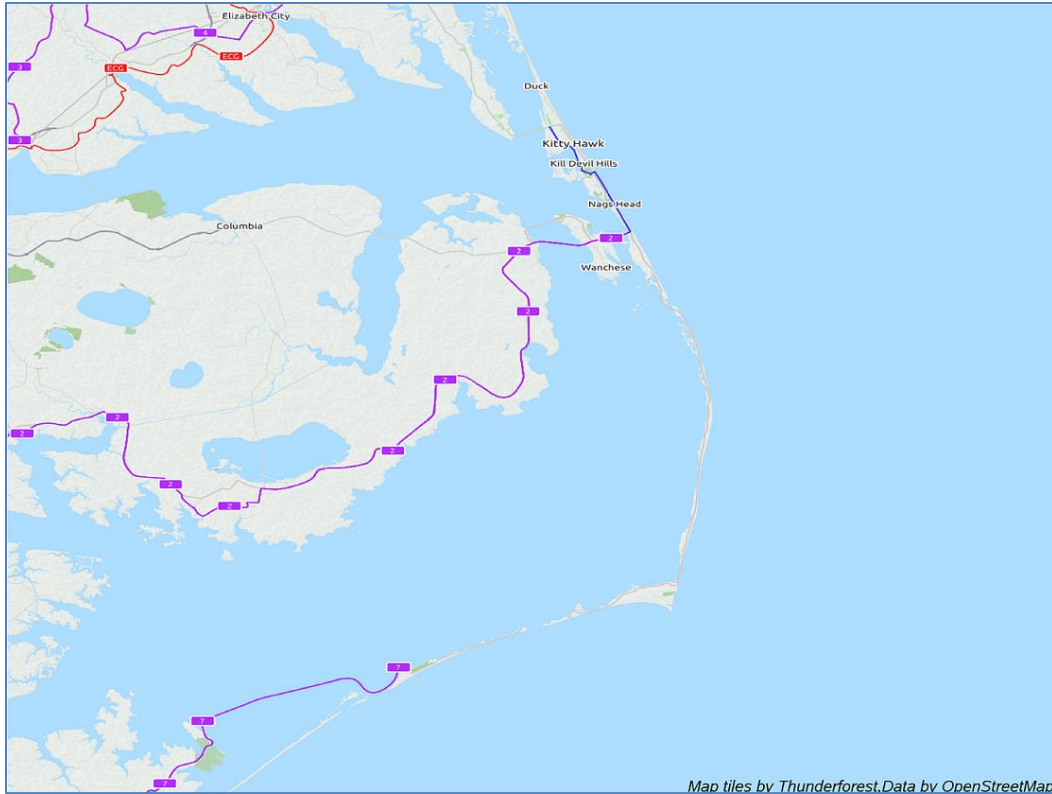 Elizabeth City
4
ECG
3
ECG
Duck
3
Kitty Hawk
Kill Devil Hills
Nags Head
Columbia
2
2
Wanchese
2
2
2
2
2
2
2
7
7
7
Map tiles by Thunderforest,Data by OpenStreetMap